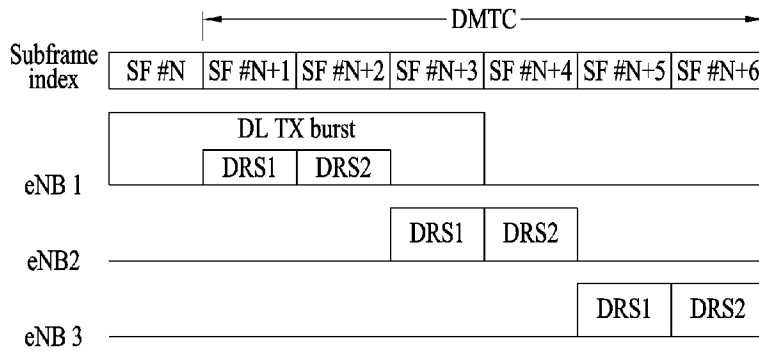 DMTC
Subframe
index
SF #N
SF #N+1
SF #N+2
SF #N+3
SF #N+4
SF #N+5
SF #N+6
DL TX burst
DRS1
DRS2
eNB 1
DRS1
DRS2
eNB2
DRS1
DRS2
eNB 3